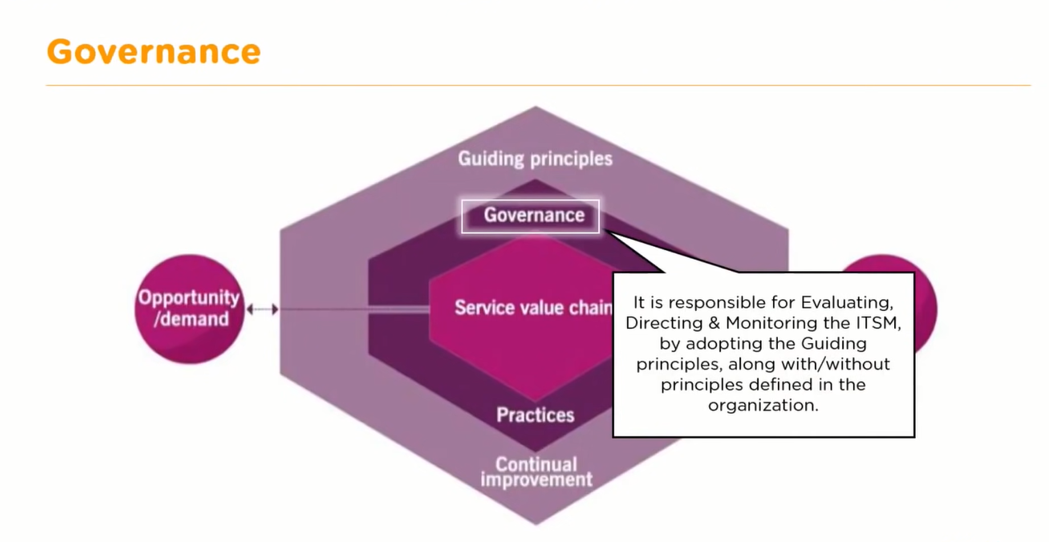 Governance
Guiding principles
Governance
Opportunity
/demand
Service value chain
It is responsible for Evaluating,
Directing & Monitoring the ITSM,
by adopting the Guiding
principles, along with/without
principles defined in the
organization.
Practices
Continual
improvement